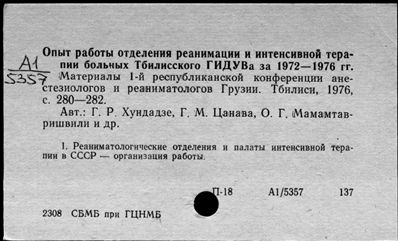 Опыт работы отделения реанимации и интенсивной тера-
пии больных Тбилисского ГИДУВа за 1972—1976 гг.
А1
5357
Материалы 1-й республиканской конференции ане-
стезиологов и реаниматологов Грузии. Тбилиси, 1976,
с. 280—282.
Авт.: Г. Р. Хундадзе, Г. М. Цанава, О. Г. Мамамтав-
ришвили и др.
1. Реаниматологические отделения и палаты интенсивной тера-
пии в СССР — организация работы.
П-18 А1/5357 137
2308 СБМБ при ГЦНМБ